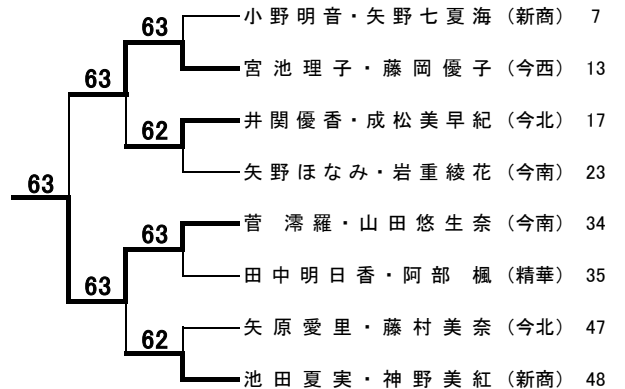 63 小野明音・矢野七夏海 (新商) 7
63 宮池理子・藤岡優子 (今西) 13
62 井関優香・成松美早紀 (今北) 17
矢野ほなみ・岩重綾花 (今南) 23
63
63 菅 澪羅・山田悠生奈 (今南) 34
63 田中明日香・阿部 楓 (精華) 35
62 矢原愛里・藤村美奈 (今北) 47
池田夏実・神野美紅 (新商) 48